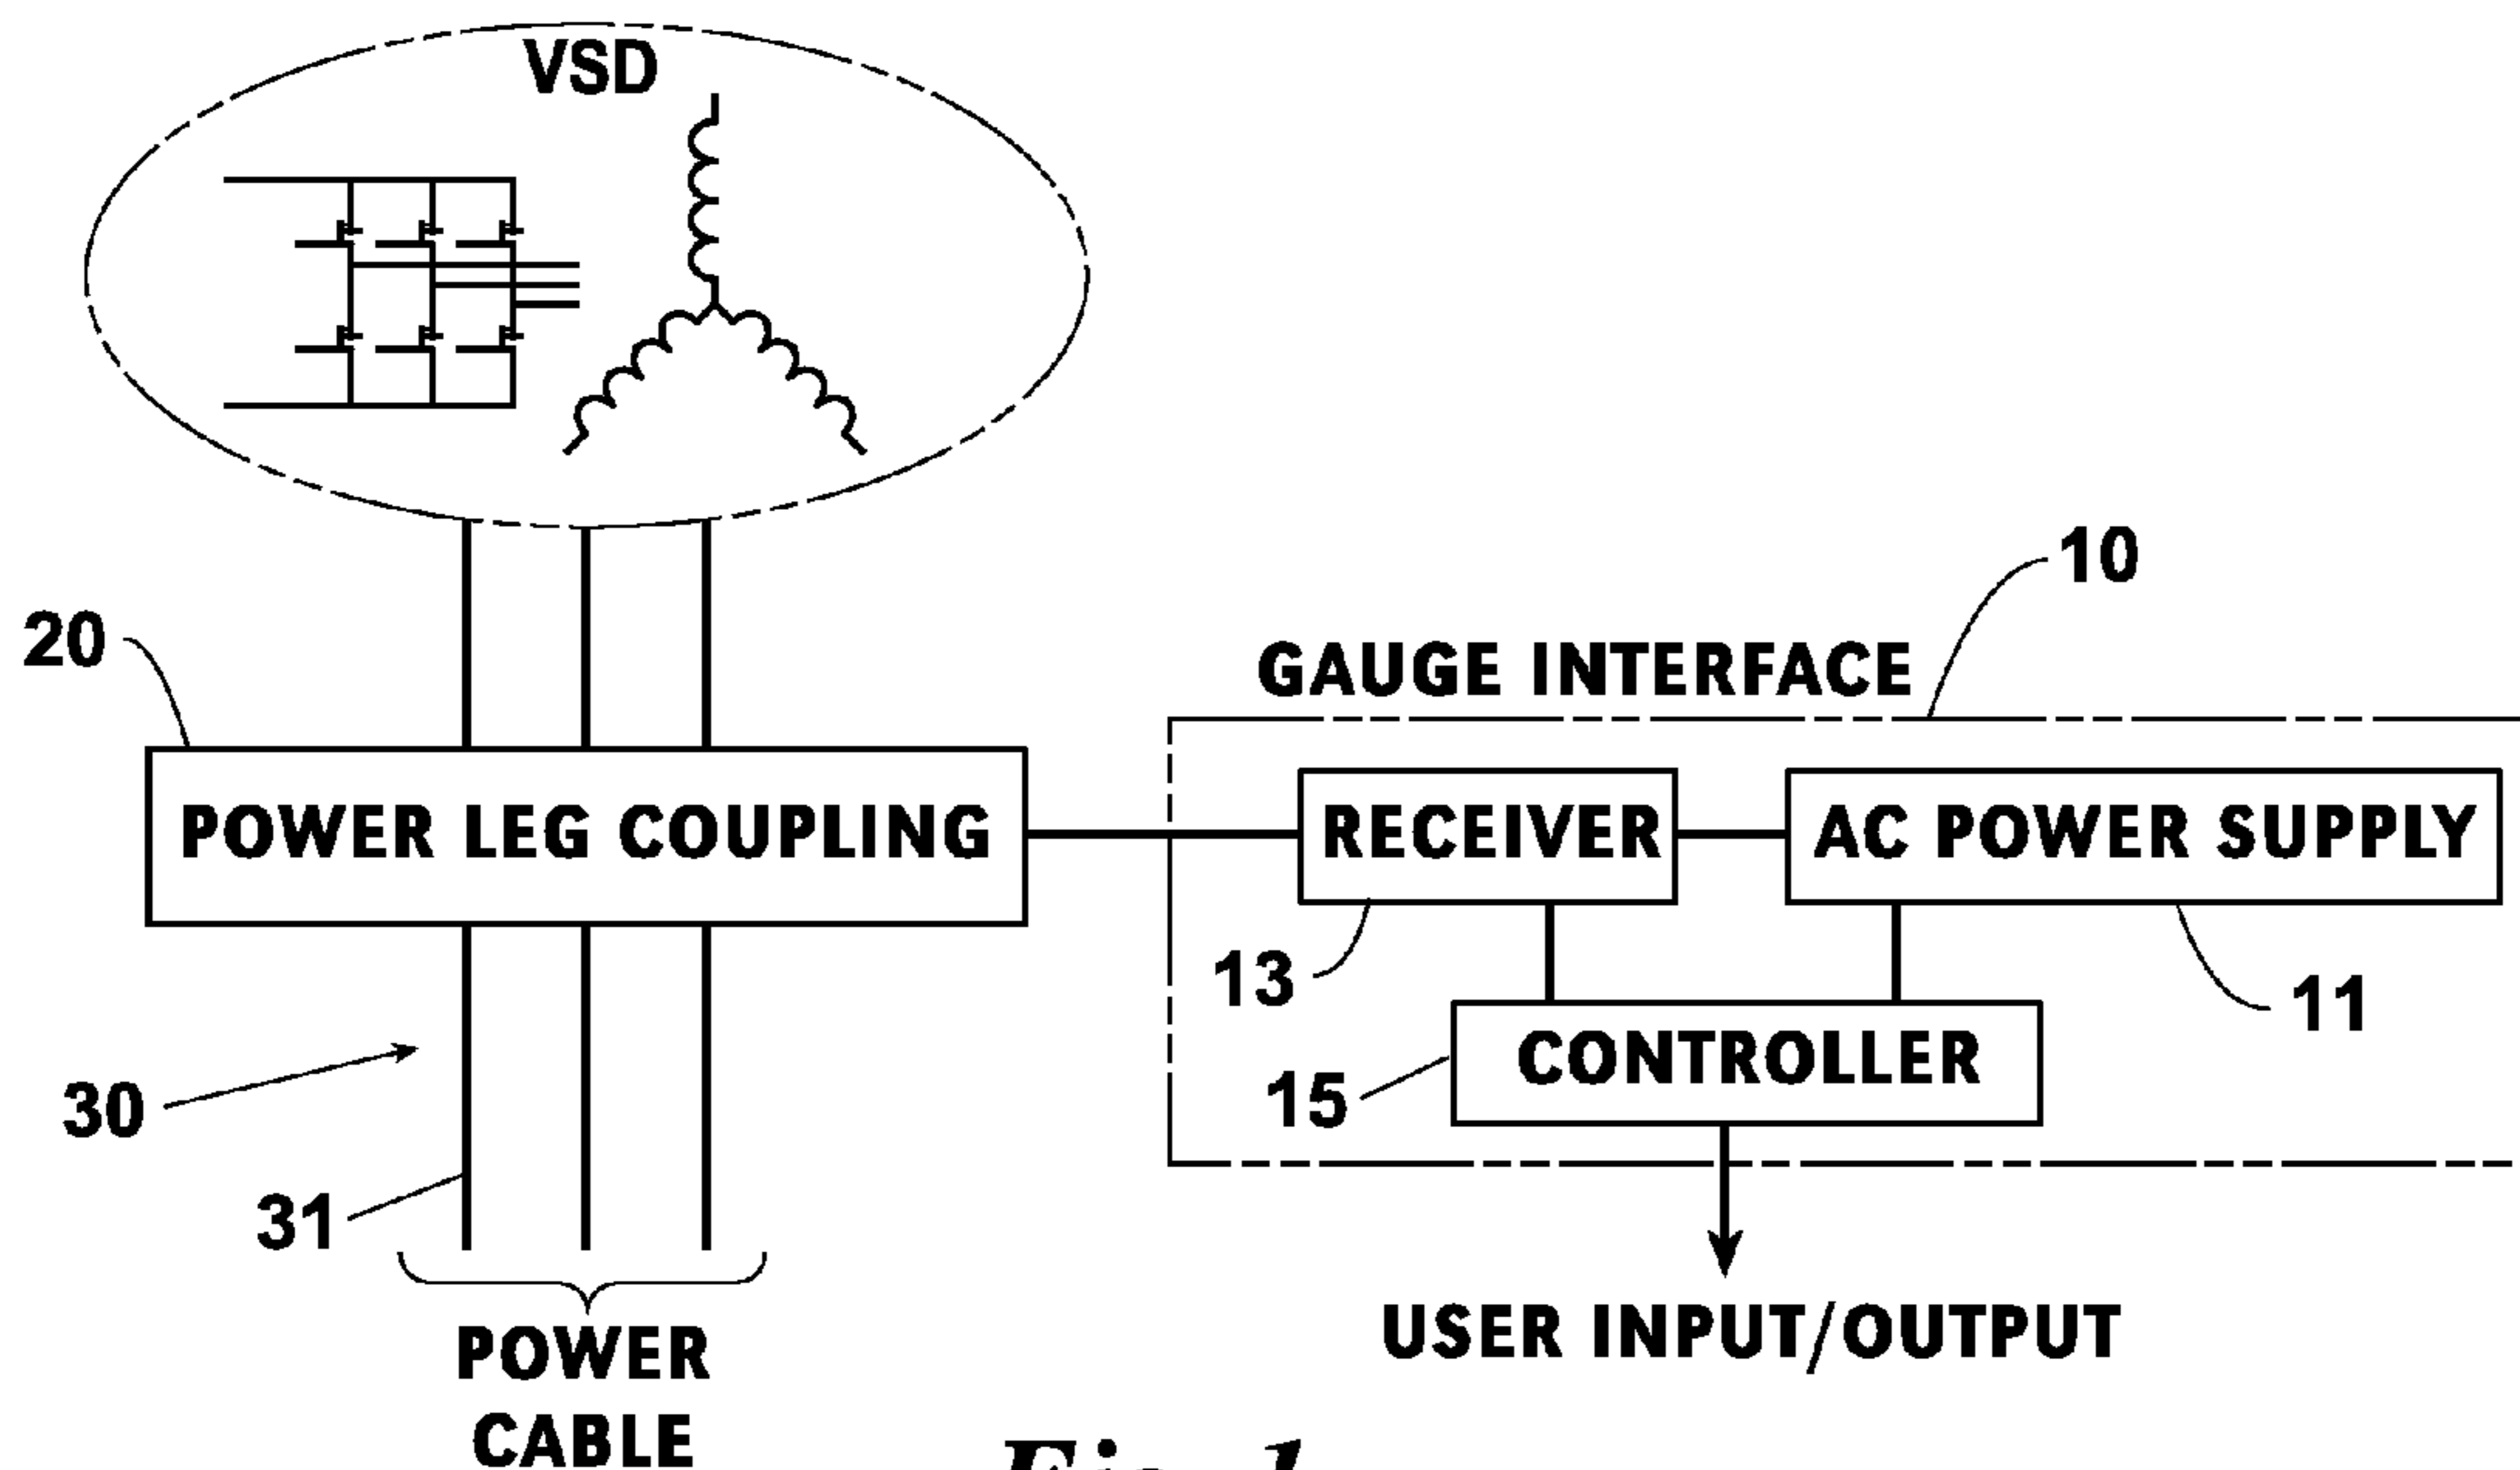 VSD
10
20
GAUGE INTERFACE
POWER LEG COUPLING
RECEIVER
AC POWER SUPPLY
13
11
CONTROLLER
15
30
31
USER INPUT/OUTPUT
POWER
CABLE